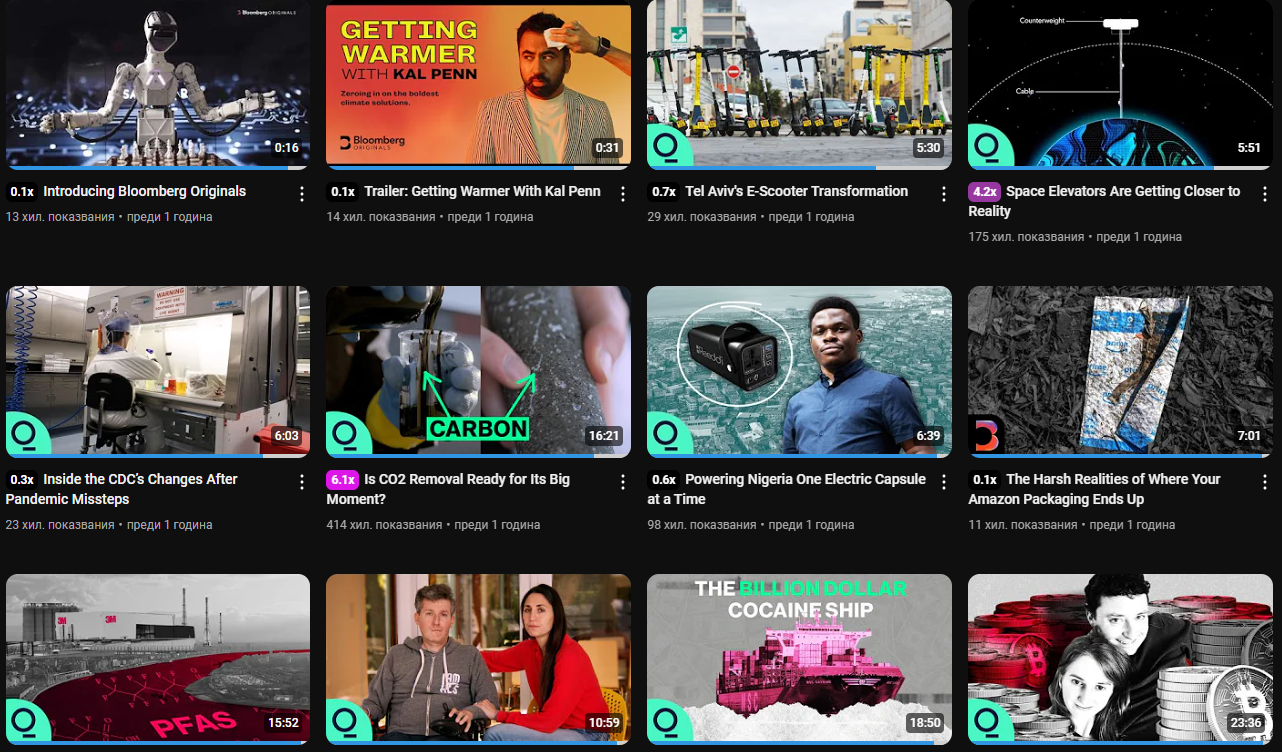 Bloomberg ORIGINALS
0:16
GETTING
WARMER
WITH KAL PENN
Zeroing in on the boldest
climate solutions.
Bloomberg
ORIGINALS
0:31
5:30
Counterweight
Cable
5:51
0.1x Introducing Bloomberg Originals
13 хил. показвания • преди 1 година
0.1x Trailer: Getting Warmer With Kal Penn
14 хил. показвания • преди 1 година
0.7x Tel Aviv's E-Scooter Transformation
29 хил. показвания • преди 1 година
4.2x Space Elevators Are Getting Closer to
Reality
175 хил. показвания • преди 1 година
WARNING
6:03
CARBON
16:21
Reeddi
6:39
prime
7:01
0.3x Inside the CDC's Changes After
Pandemic Missteps
23 хил. показвания • преди 1 година
6.1x Is CO2 Removal Ready for Its Big
Moment?
414 хил. показвания • преди 1 година
0.6x Powering Nigeria One Electric Capsule
at a Time
98 хил. показвания • преди 1 година
0.1x The Harsh Realities of Where Your
Amazon Packaging Ends Up
11 хил. показвания • преди 1 година
3M
3M
PFAS
15:52
10:59
THE BILLION DOLLAR
COCAINE SHIP
18:50
23:36